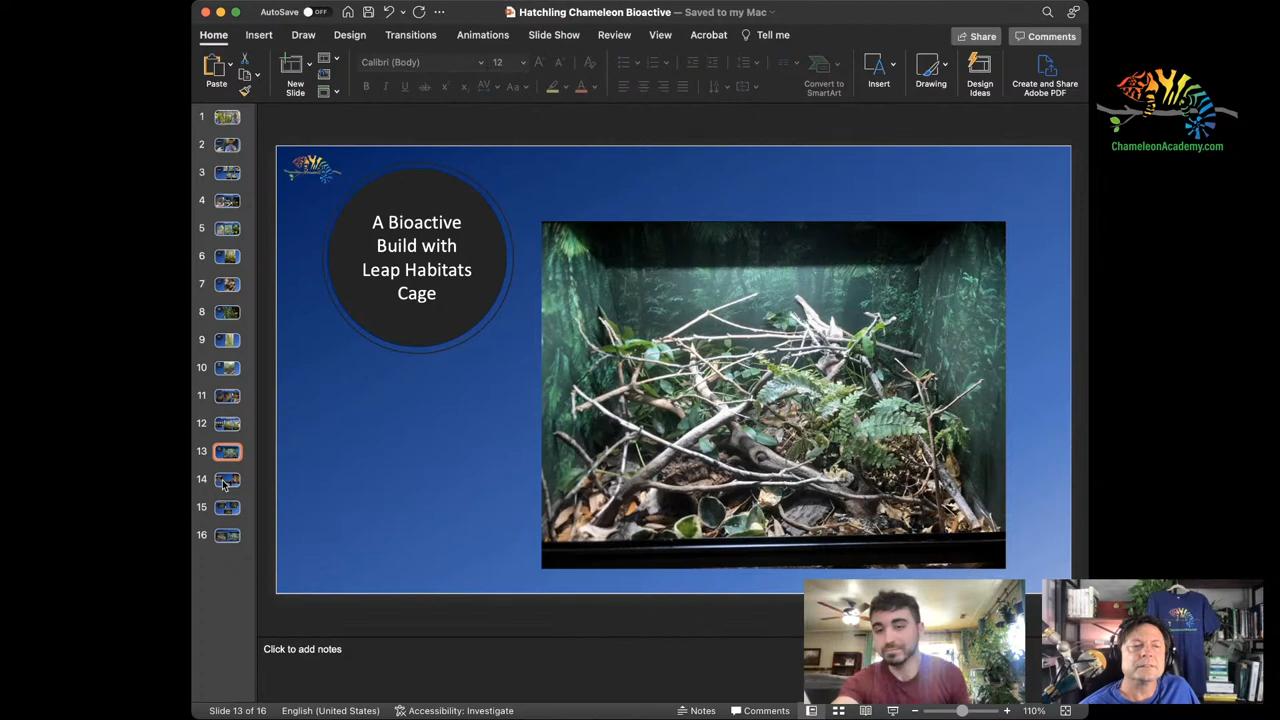 AutoSave OFF
Hatchling Chameleon Bioactive — Saved to my Mac
Home Insert Draw Design Transitions Animations Slide Show Review View Acrobat Tell me
Share Comments
Paste
New
Slide
Calibri (Body) 12
Convert to
SmartArt
Insert
Drawing
Design
Ideas
Create and Share
Adobe PDF
ChameleonAcademy.com
1
2
3
4
5
6
7
8
9
10
11
12
13
14
15
16
A Bioactive
Build with
Leap Habitats
Cage
Click to add notes
Slide 13 of 16 English (United States) Accessibility: Investigate Notes Comments 110%